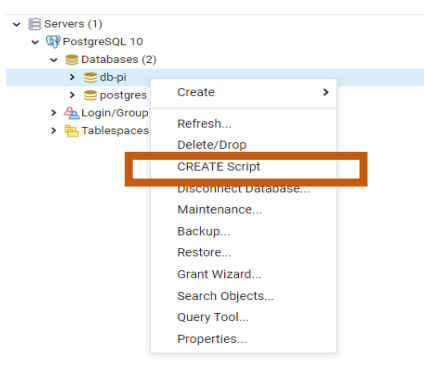 Servers (1)
PostgreSQL 10
Databases (2)
db-pi
postgres
Login/Group
Tablespaces
Create
Refresh...
Delete/Drop
CREATE Script
Disconnect Database...
Maintenance...
Backup...
Restore...
Grant Wizard...
Search Objects...
Query Tool...
Properties...